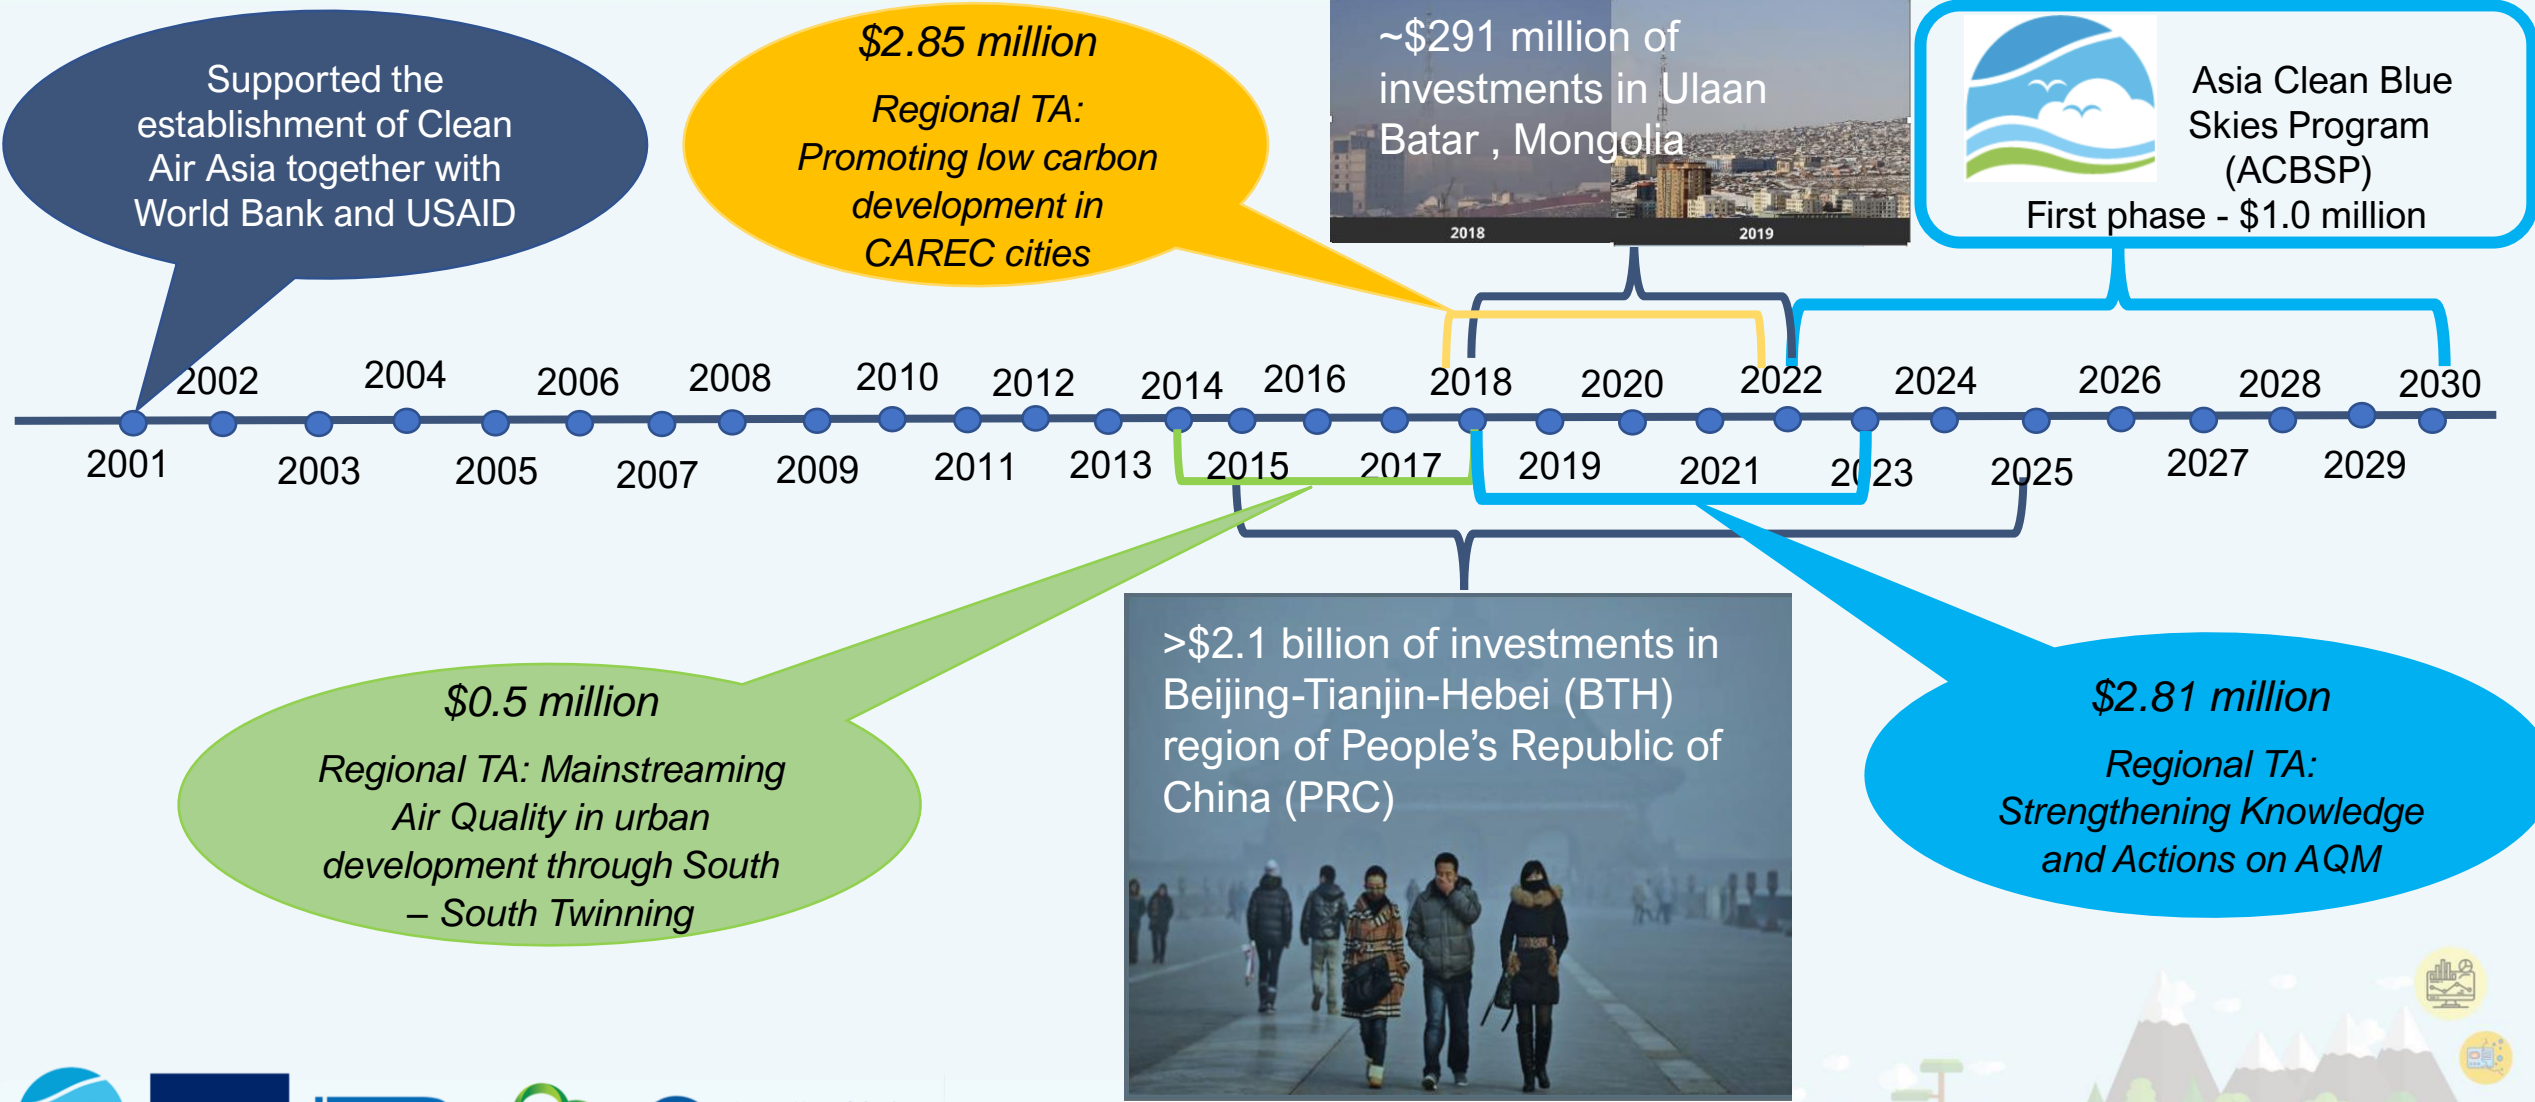 Supported the
establishment of Clean
Air Asia together with
World Bank and USAID
$2.85 million
Regional TA:
Promoting low carbon
development in
CAREC cities
~$291 million of
investments in Ulaan
Batar , Mongolia
2018
2019
Asia Clean Blue
Skies Program
(ACBSP)
First phase - $1.0 million
2002
2004
2006
2008
2010
2012
2014
2016
2018
2020
2022
2024
2026
2028
2030
2001
2003
2005
2007
2009
2011
2013
2015
2017
2019
2021
2023
2025
2027
2029
$0.5 million
Regional TA: Mainstreaming
Air Quality in urban
development through South
– South Twinning
>$2.1 billion of investments in
Beijing-Tianjin-Hebei (BTH)
region of People’s Republic of
China (PRC)
$2.81 million
Regional TA:
Strengthening Knowledge
and Actions on AQM